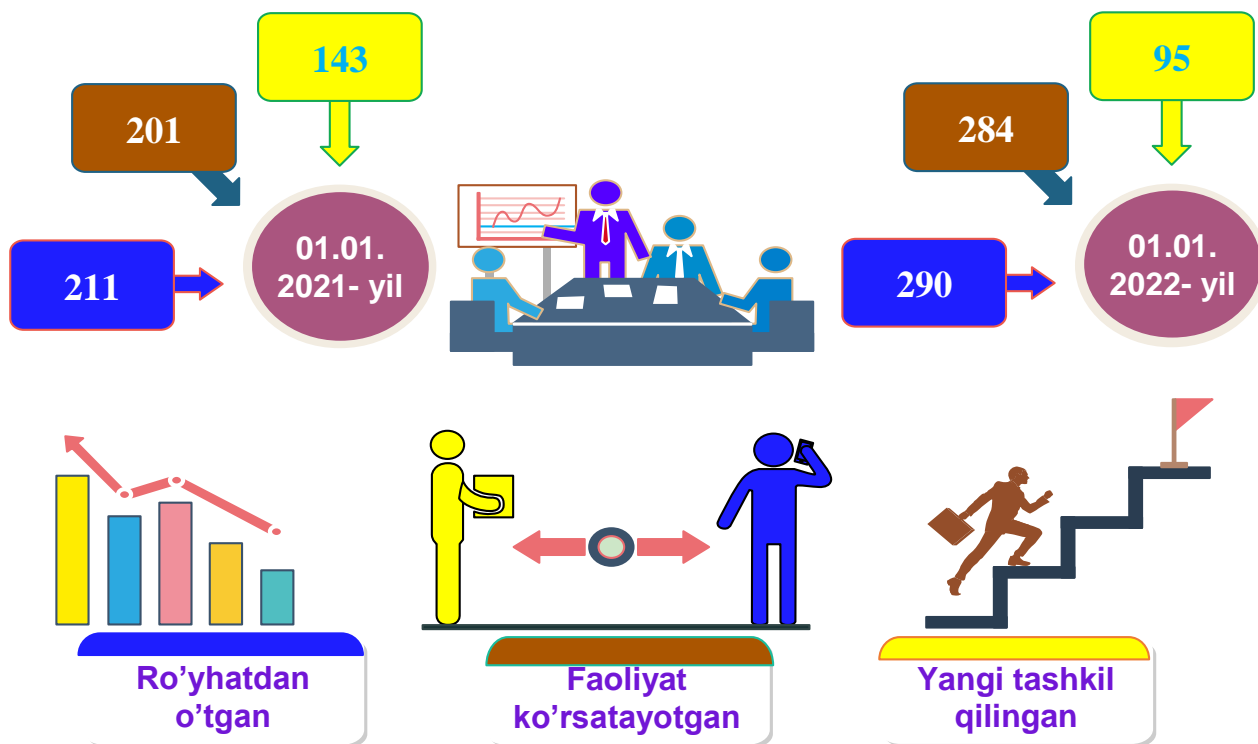 143
95
201
284
01.01.
2021- yil
01.01.
2022- yil
211
290
Ro’yhatdan
o’tgan
Faoliyat
ko’rsatayotgan
Yangi tashkil
qilingan